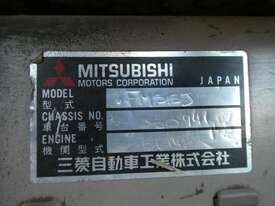 MITSUBISHI
MOTORS CORPORATION
JAPAN
MODEL
型式
CHASSIS NO.
車台番号
ENGINE
機関型式
三菱自動車工業株式会社